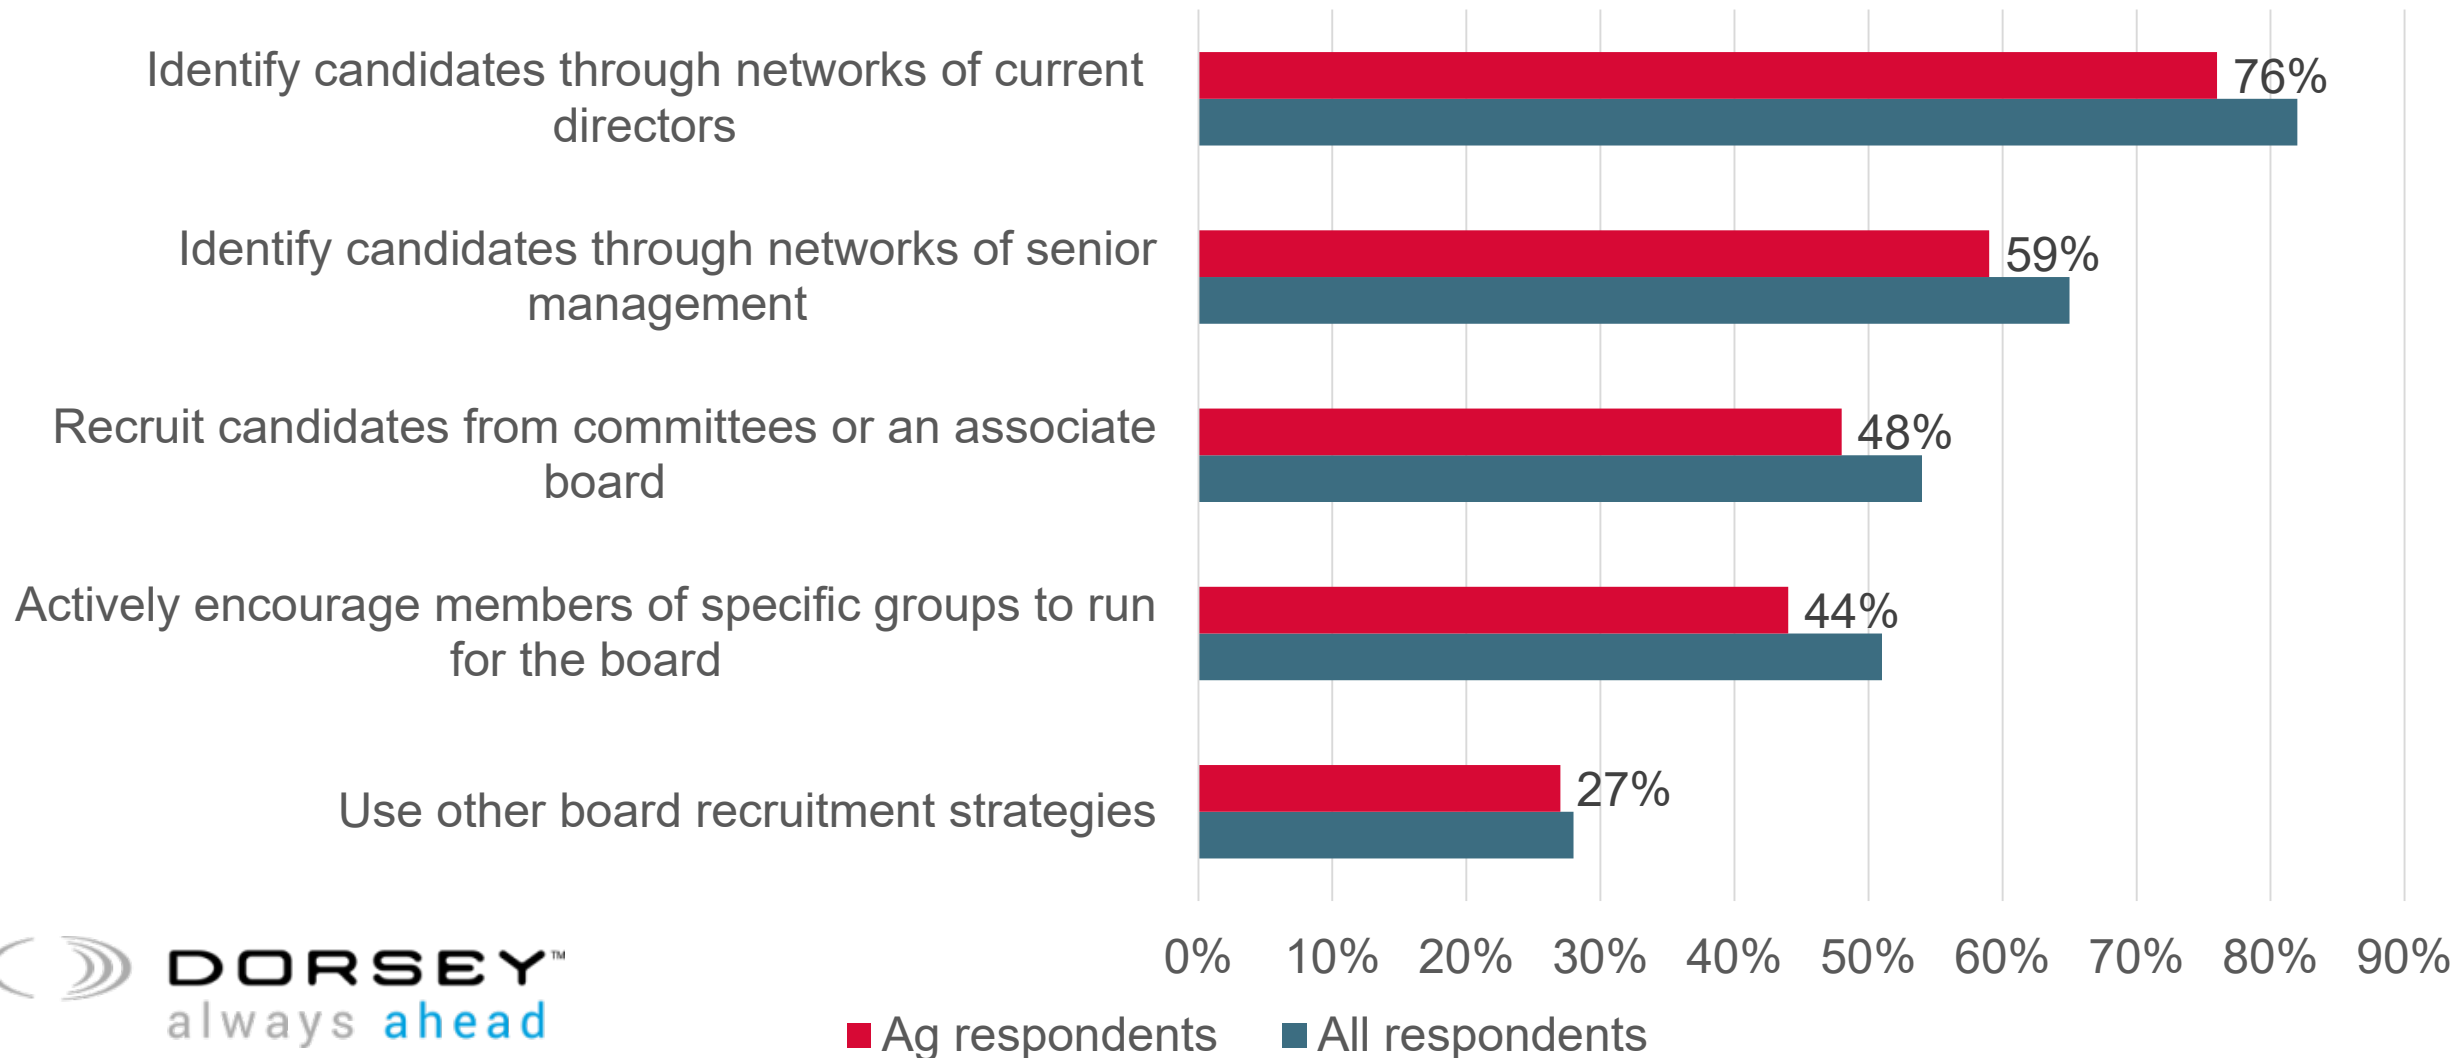 Identify candidates through networks of current
directors
76%
Identify candidates through networks of senior
management
59%
Recruit candidates from committees or an associate
board
48%
Actively encourage members of specific groups to run
for the board
44%
Use other board recruitment strategies
27%
0% 10% 20% 30% 40% 50% 60% 70% 80% 90%
Ag respondents All respondents
DORSEY™
always ahead